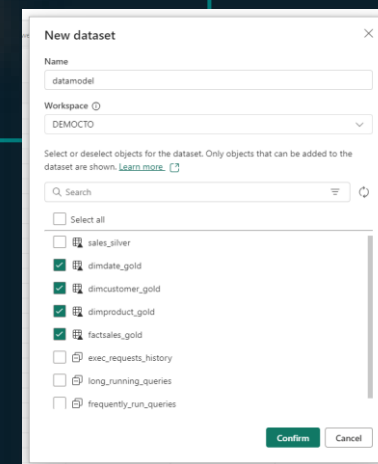 New dataset
Name
datamodel
Workspace
DEMOCTO
Select or deselect objects for the dataset. Only objects that can be added to the
dataset are shown. Learn more
Search
Select all
sales_silver
dimdate_gold
dimcustomer_gold
dimproduct_gold
factsales_gold
exec_requests_history
long_running_queries
frequently_run_queries
Confirm Cancel